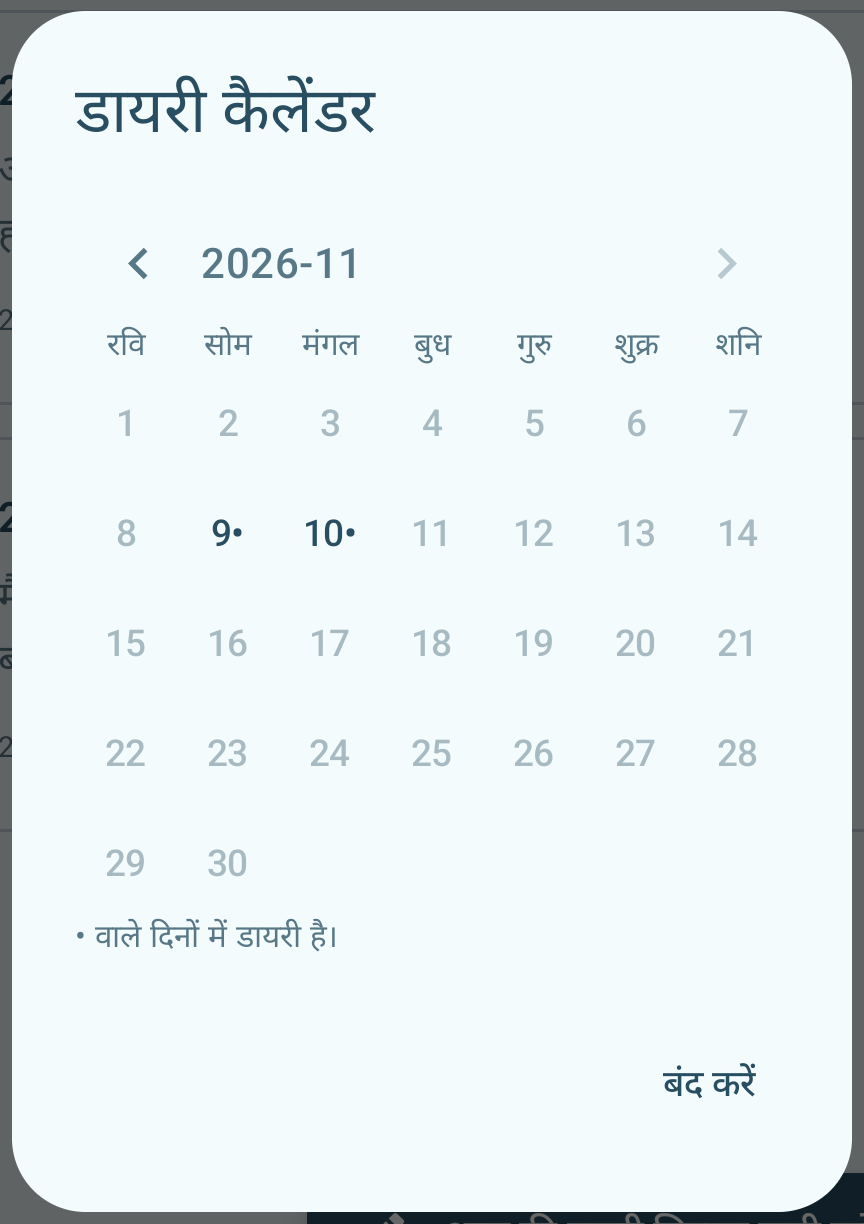 डायरी कैलेंडर
2026-11
रवि सोम मंगल बुध गुरु शुक्र शनि
1 2 3 4 5 6 7
8 9• 10• 11 12 13 14
15 16 17 18 19 20 21
22 23 24 25 26 27 28
29 30
• वाले दिनों में डायरी है।
बंद करें